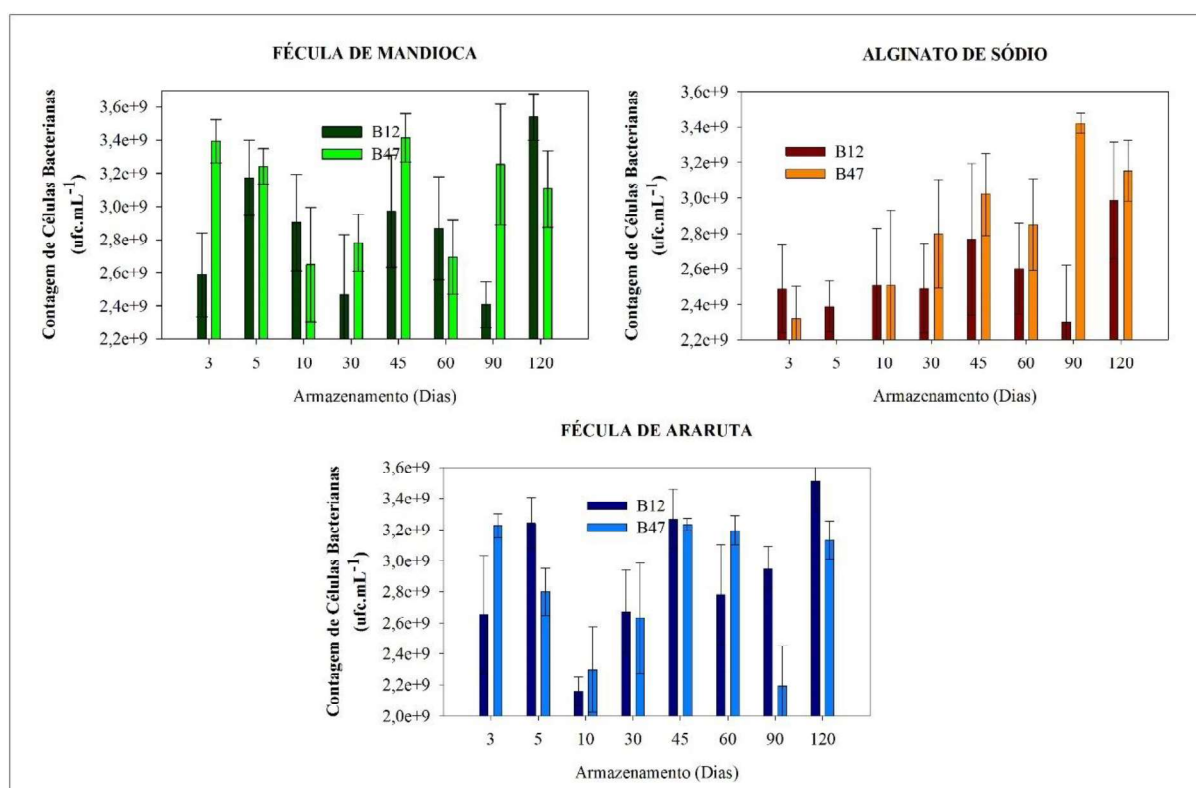 FÉCULA DE MANDIOCA
Contagem de Células Bacterianas
(ufc.mL⁻¹)
3,6e+9
3,4e+9
3,2e+9
3,0e+9
2,8e+9
2,6e+9
2,4e+9
2,2e+9
B12
B47
3 5 10 30 45 60 90 120
Armazenamento (Dias)
ALGINATO DE SÓDIO
Contagem de Células Bacterianas
(ufc.mL⁻¹)
3,6e+9
3,4e+9
3,2e+9
3,0e+9
2,8e+9
2,6e+9
2,4e+9
2,2e+9
B12
B47
3 5 10 30 45 60 90 120
Armazenamento (Dias)
FÉCULA DE ARARUTA
Contagem de Células Bacterianas
(ufc.mL⁻¹)
3,6e+9
3,4e+9
3,2e+9
3,0e+9
2,8e+9
2,6e+9
2,4e+9
2,2e+9
2,0e+9
B12
B47
3 5 10 30 45 60 90 120
Armazenamento (Dias)